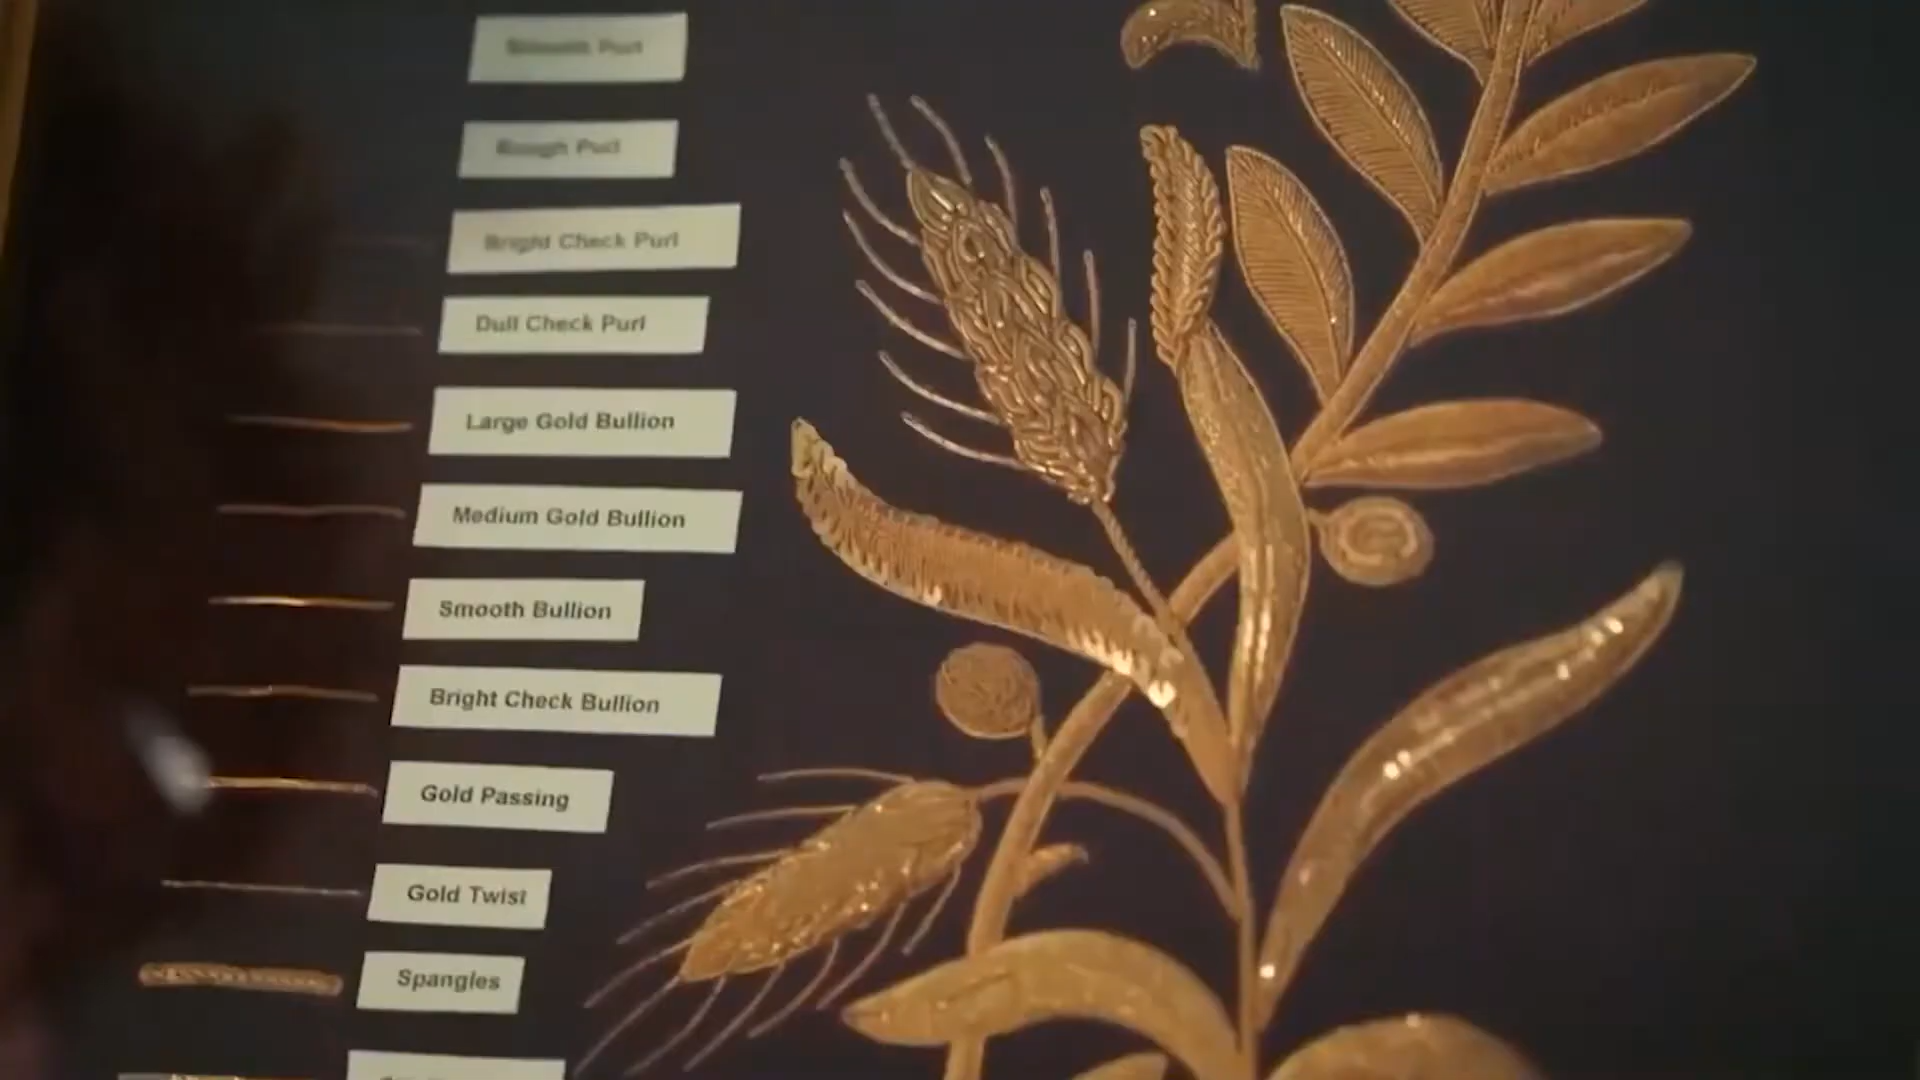 Smooth Purl
Rough Purl
Bright Check Purl
Dull Check Purl
Large Gold Bullion
Medium Gold Bullion
Smooth Bullion
Bright Check Bullion
Gold Passing
Gold Twist
Spangles